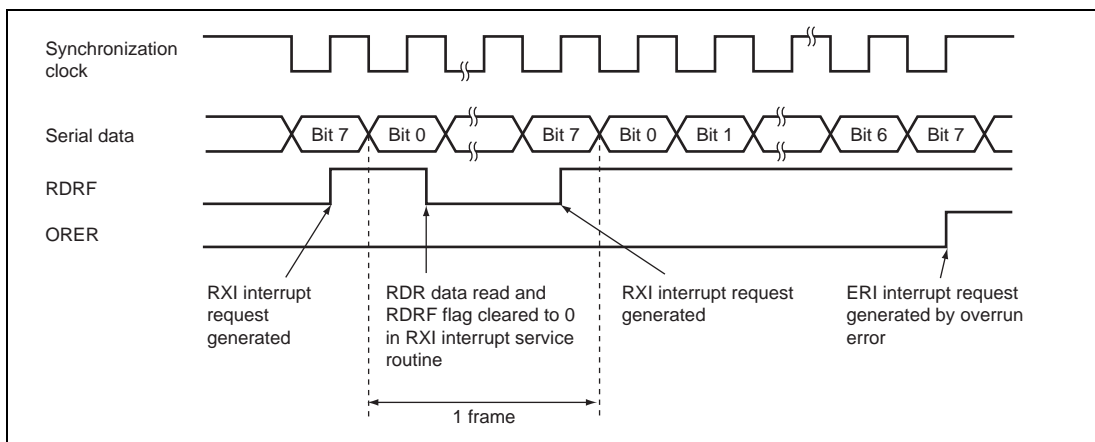 Synchronization
clock
Serial data
Bit 7
Bit 0
Bit 7
Bit 0
Bit 1
Bit 6
Bit 7
RDRF
ORER
RXI interrupt
request
generated
RDR data read and
RDRF flag cleared to 0
in RXI interrupt service
routine
RXI interrupt request
generated
ERI interrupt request
generated by overrun
error
1 frame